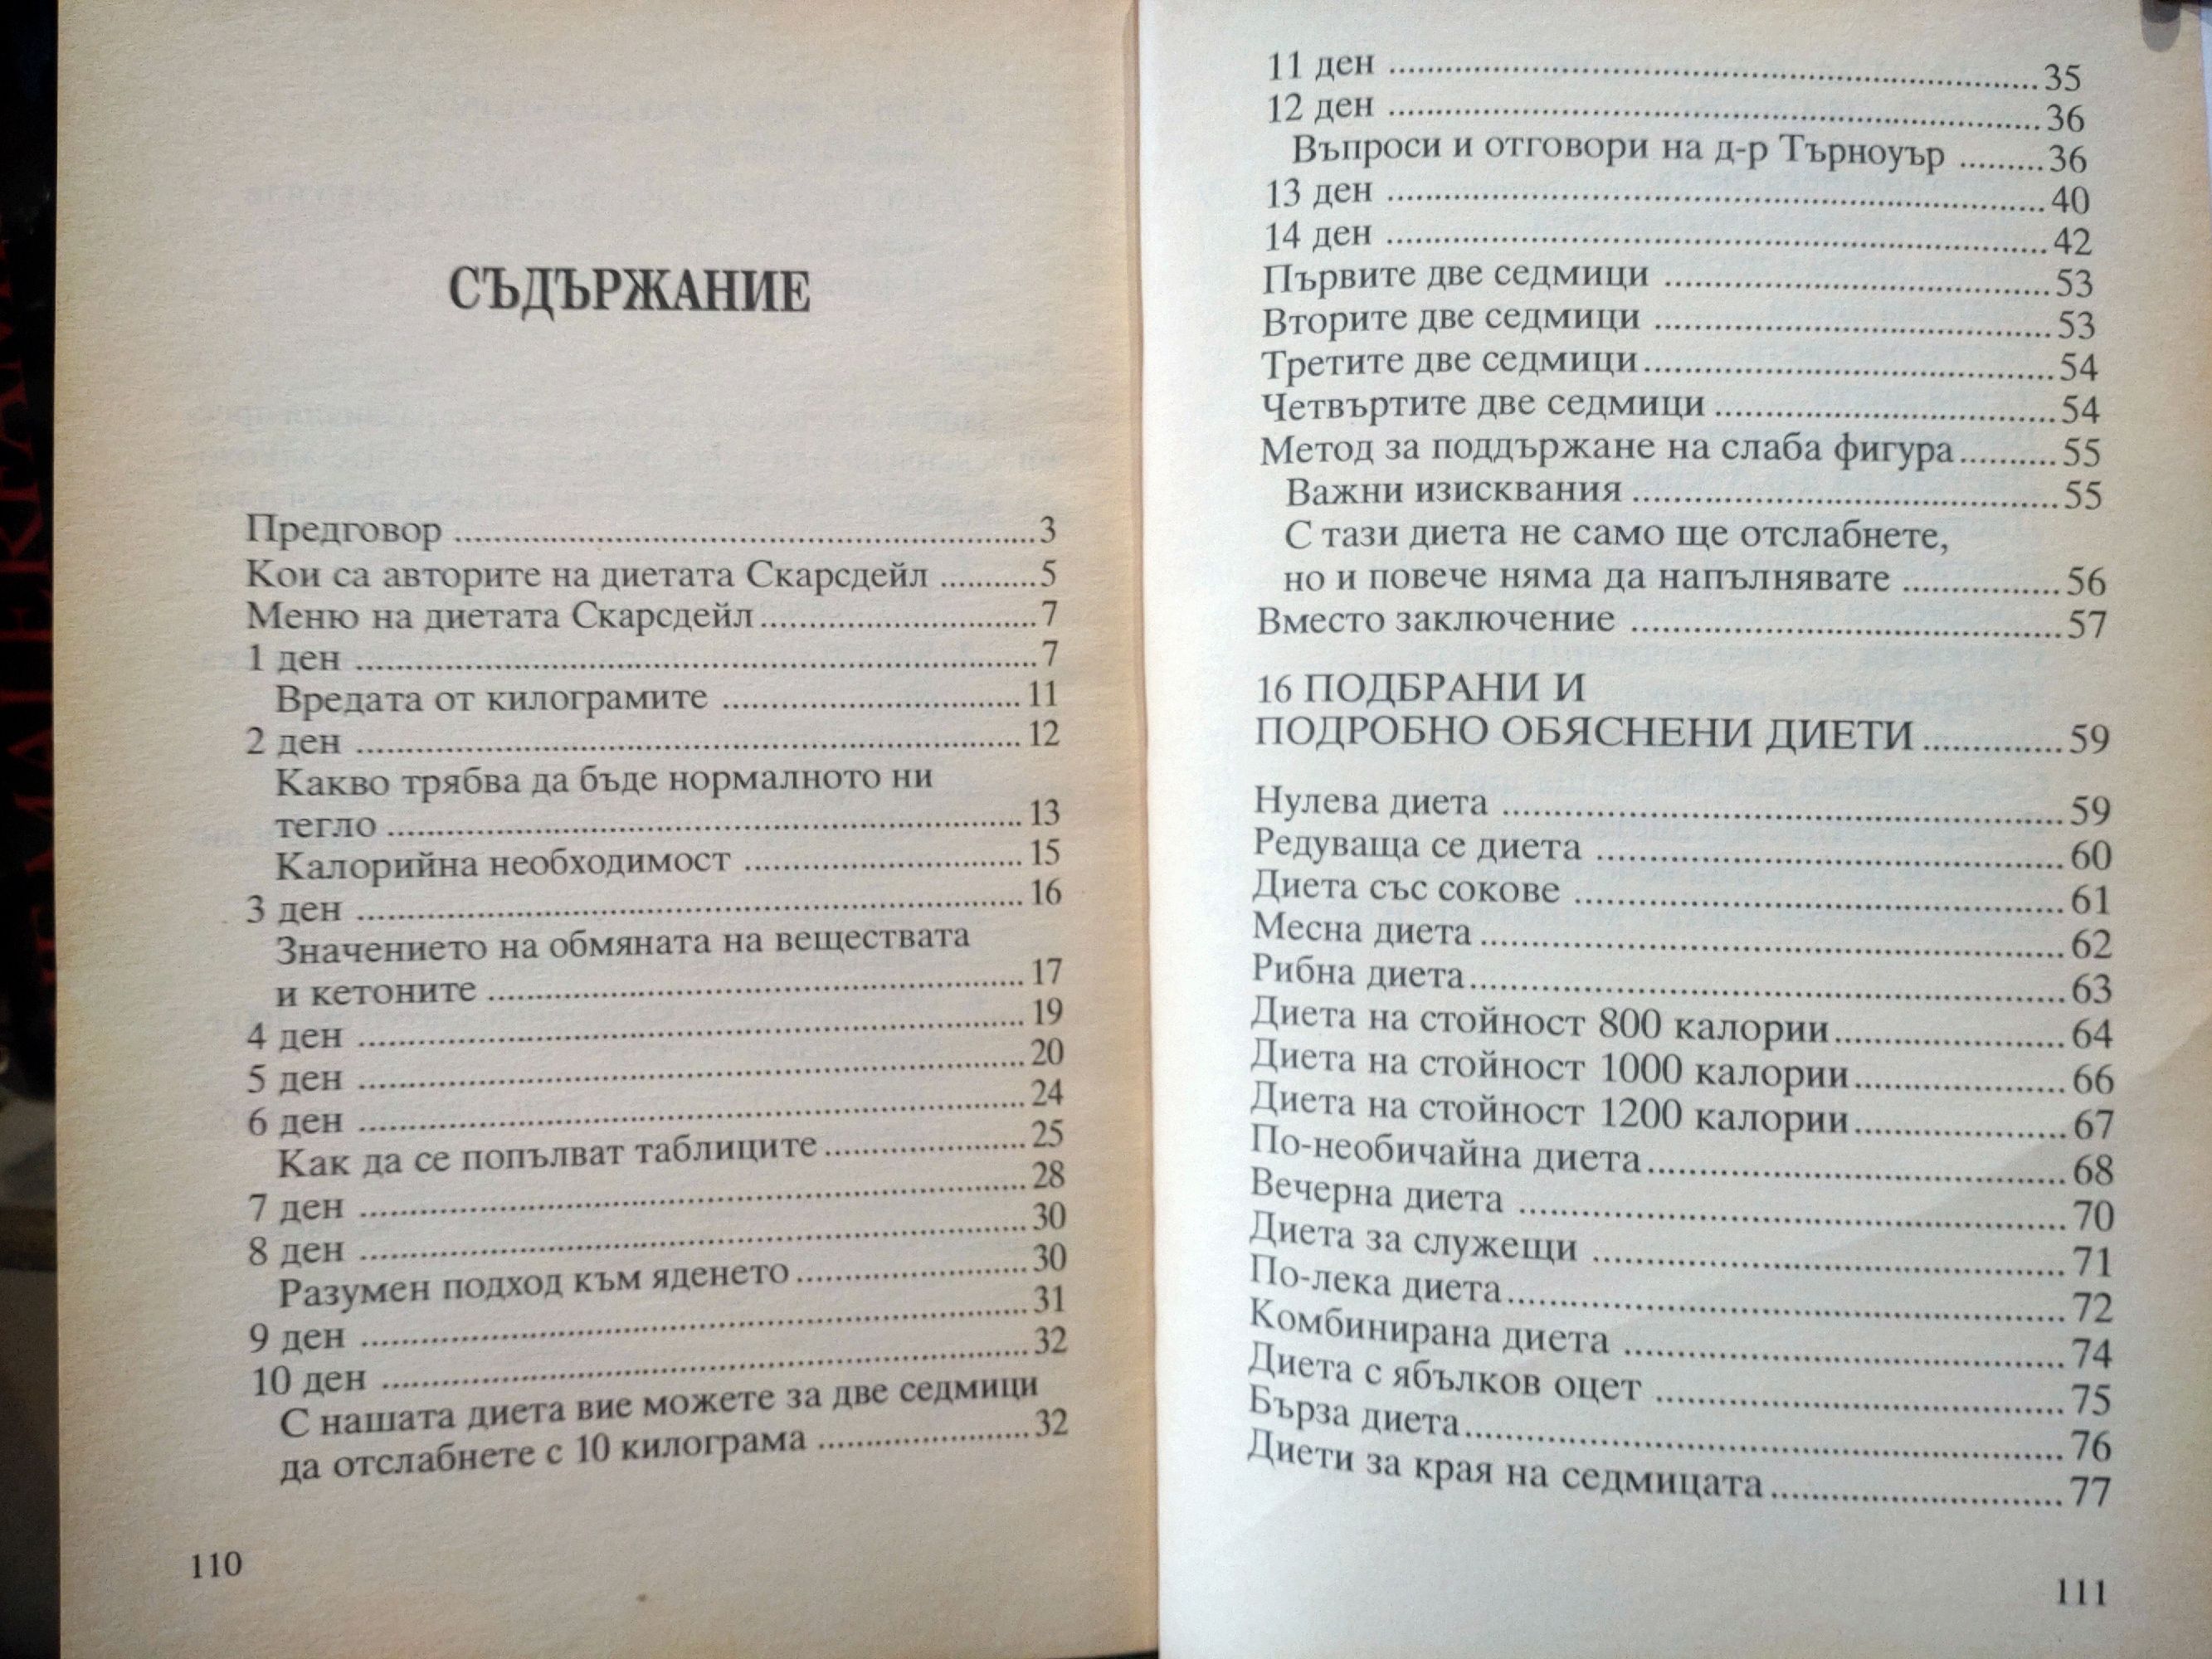 СЪДЪРЖАНИЕ
Предговор ........ 3
Кои са авторите на диетата Скарсдейл ........ 5
Меню на диетата Скарсдейл ........ 7
1 ден ........ 7
Вредата от килограмите ........ 11
2 ден ........ 12
Какво трябва да бъде нормалното ни
тегло ........ 13
Калорийна необходимост ........ 15
3 ден ........ 16
Значението на обмяната на веществата
и кетоните ........ 17
4 ден ........ 19
5 ден ........ 20
6 ден ........ 24
Как да се попълват таблиците ........ 25
7 ден ........ 28
8 ден ........ 30
Разумен подход към яденето ........ 30
9 ден ........ 31
10 ден ........ 32
С нашата диета вие можете за две седмици
да отслабнете с 10 килограма ........ 32
110
11 ден ........ 35
12 ден ........ 36
Въпроси и отговори на д-р Търноуър ........ 36
13 ден ........ 40
14 ден ........ 42
Първите две седмици ........ 53
Вторите две седмици ........ 53
Третите две седмици ........ 54
Четвъртите две седмици ........ 54
Метод за поддържане на слаба фигура ........ 55
Важни изисквания ........ 55
С тази диета не само ще отслабнете,
но и повече няма да напълнявате ........ 56
Вместо заключение ........ 57
16 ПОДБРАНИ И
ПОДРОБНО ОБЯСНЕНИ ДИЕТИ ........ 59
Нулева диета ........ 59
Редуваща се диета ........ 60
Диета със сокове ........ 61
Месна диета ........ 62
Рибна диета ........ 63
Диета на стойност 800 калории ........ 64
Диета на стойност 1000 калории ........ 66
Диета на стойност 1200 калории ........ 67
По-необичайна диета ........ 68
Вечерна диета ........ 70
Диета за служещи ........ 71
По-лека диета ........ 72
Комбинирана диета ........ 74
Диета с ябълков оцет ........ 75
Бърза диета ........ 76
Диети за края на седмицата ........ 77
111